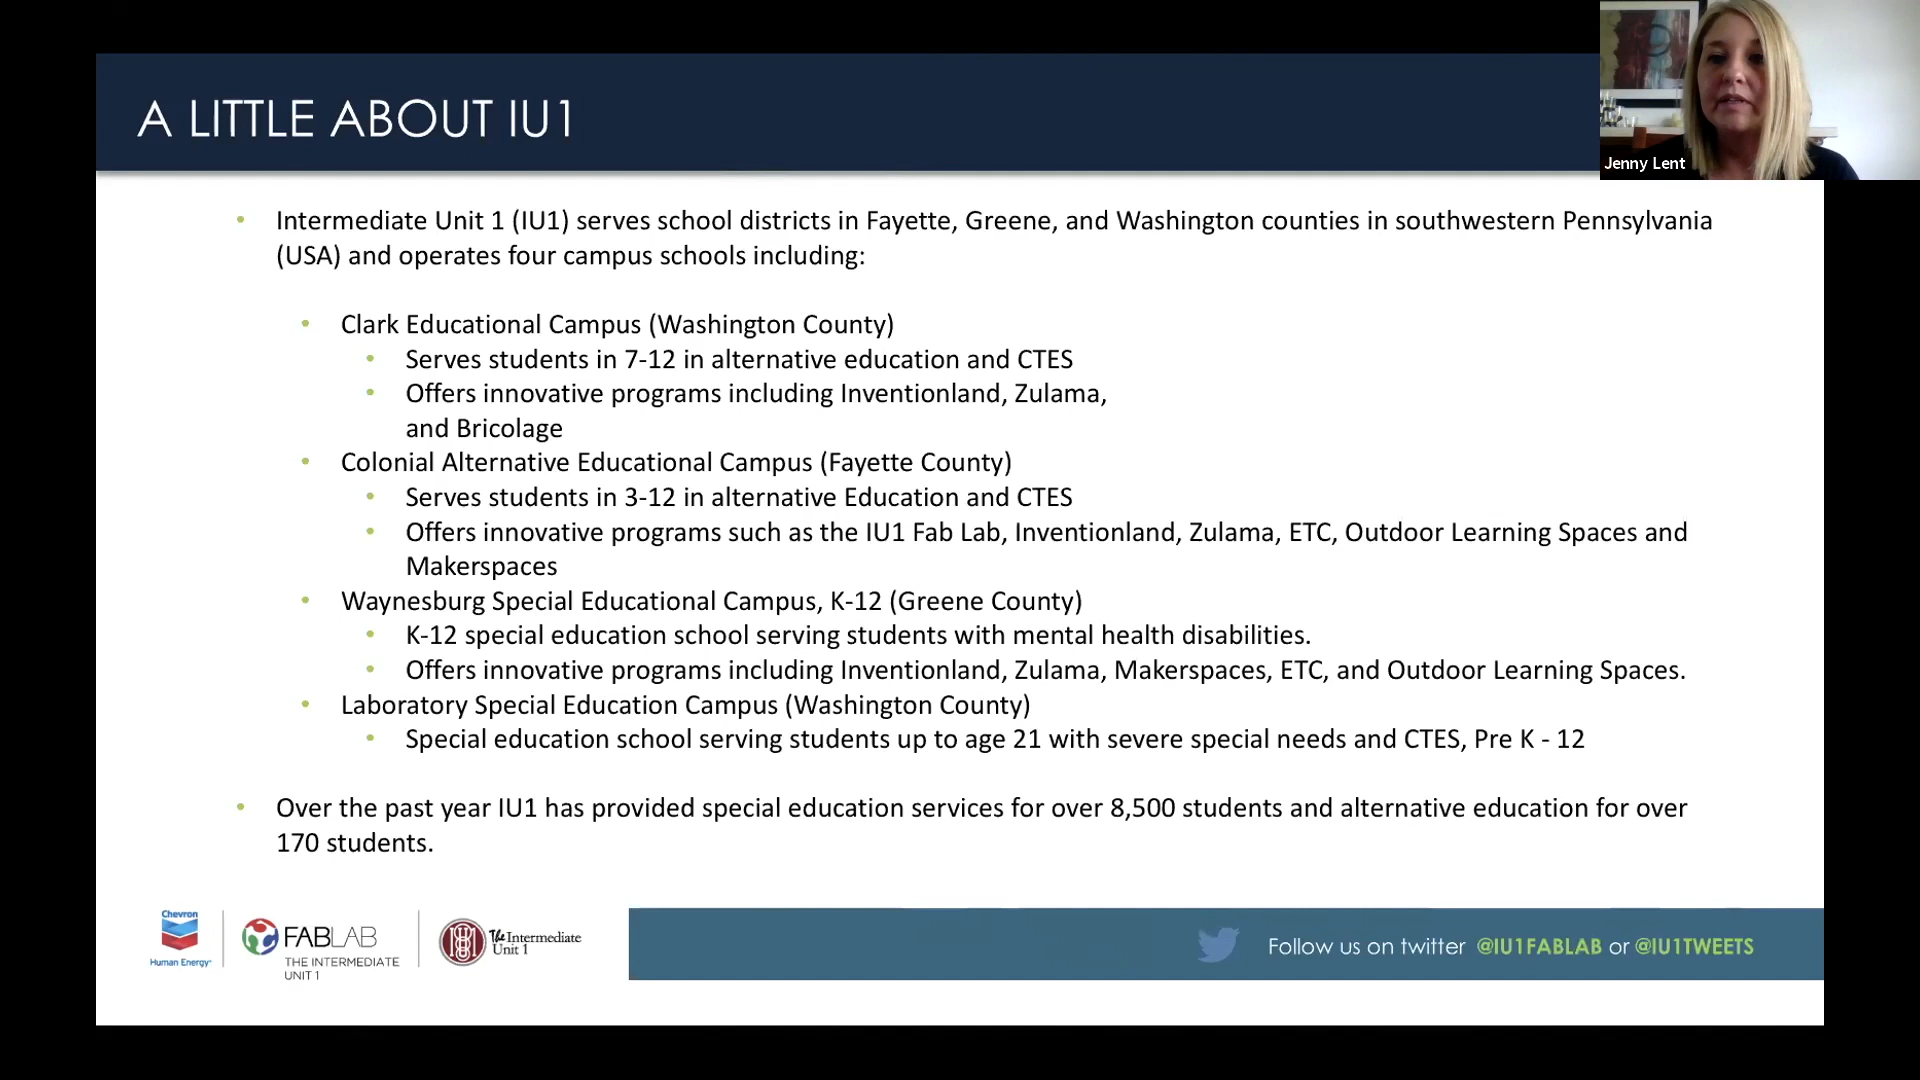 A LITTLE ABOUT IU1
Jenny Lent
• Intermediate Unit 1 (IU1) serves school districts in Fayette, Greene, and Washington counties in southwestern Pennsylvania
(USA) and operates four campus schools including:
• Clark Educational Campus (Washington County)
• Serves students in 7-12 in alternative education and CTES
• Offers innovative programs including Inventionland, Zulama,
and Bricolage
• Colonial Alternative Educational Campus (Fayette County)
• Serves students in 3-12 in alternative Education and CTES
• Offers innovative programs such as the IU1 Fab Lab, Inventionland, Zulama, ETC, Outdoor Learning Spaces and
Makerspaces
• Waynesburg Special Educational Campus, K-12 (Greene County)
• K-12 special education school serving students with mental health disabilities.
• Offers innovative programs including Inventionland, Zulama, Makerspaces, ETC, and Outdoor Learning Spaces.
• Laboratory Special Education Campus (Washington County)
• Special education school serving students up to age 21 with severe special needs and CTES, Pre K - 12
• Over the past year IU1 has provided special education services for over 8,500 students and alternative education for over
170 students.
Chevron
Human Energy®
FABLAB
THE INTERMEDIATE
UNIT 1
The Intermediate
Unit 1
Follow us on twitter @IU1FABLAB or @IU1TWEETS